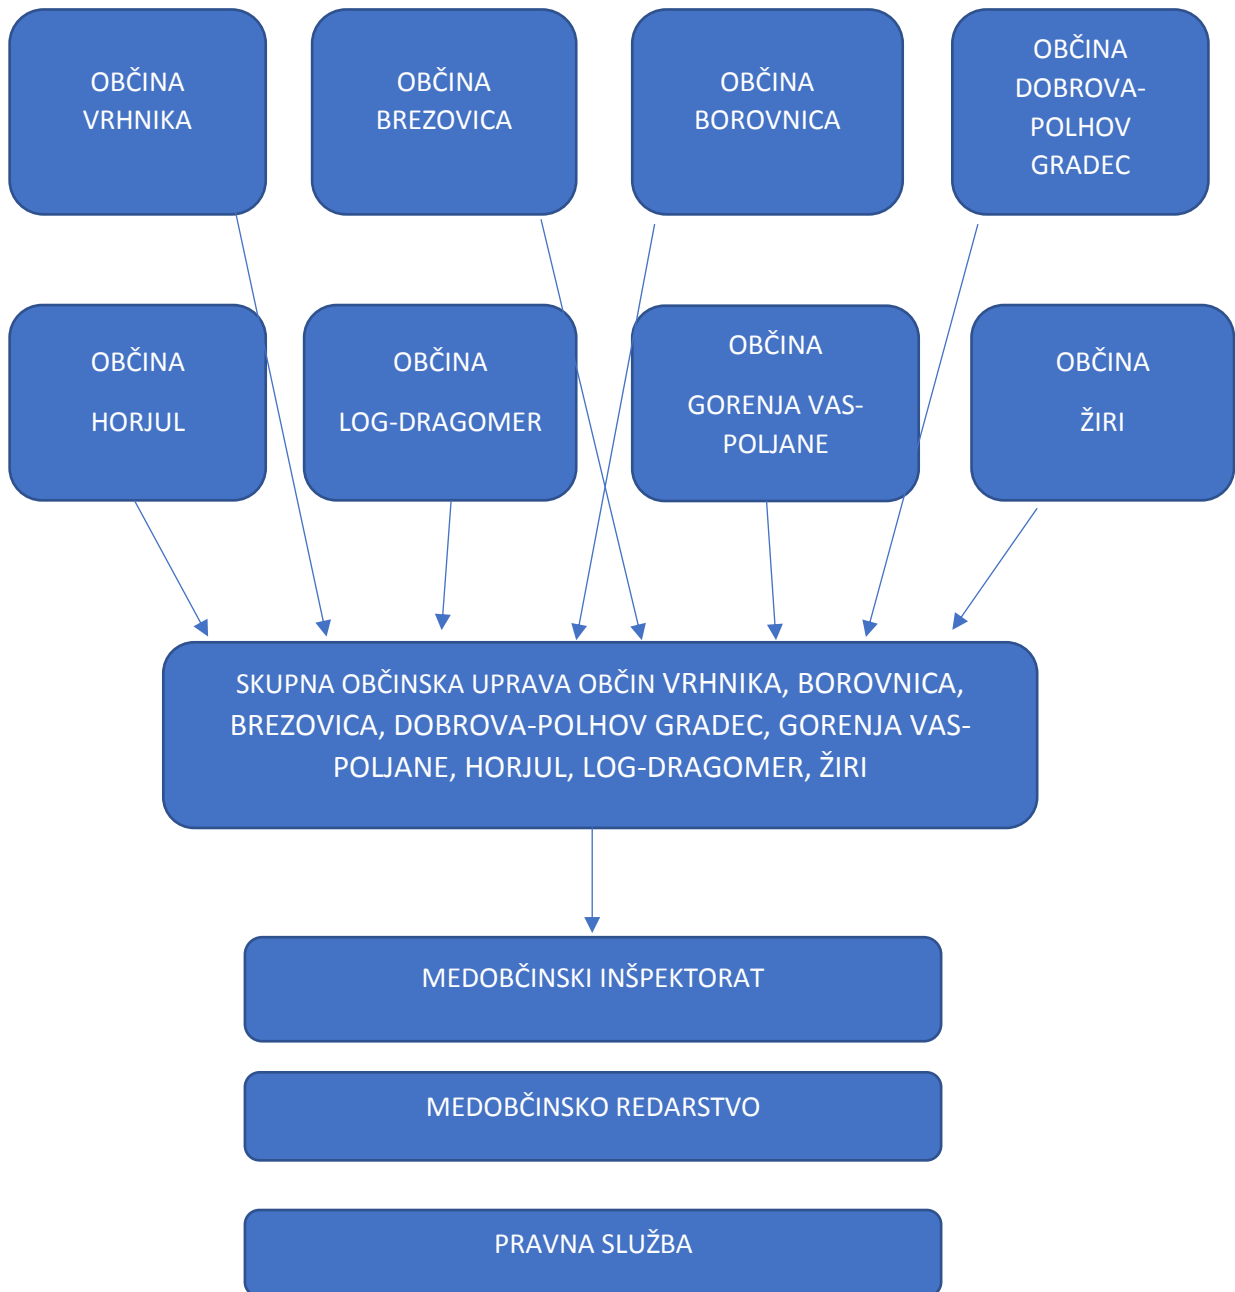 OBČINA
VRHNIKA
OBČINA
BREZOVICA
OBČINA
BOROVNICA
OBČINA
DOBROVA-
POLHOV
GRADEC
OBČINA
HORJUL
OBČINA
LOG-DRAGOMER
OBČINA
GORENJA VAS-
POLJANE
OBČINA
ŽIRI
SKUPNA OBČINSKA UPRAVA OBČIN VRHNIKA, BOROVNICA,
BREZOVICA, DOBROVA-POLHOV GRADEC, GORENJA VAS-
POLJANE, HORJUL, LOG-DRAGOMER, ŽIRI
MEDOBČINSKI INŠPEKTORAT
MEDOBČINSKO REDARSTVO
PRAVNA SLUŽBA